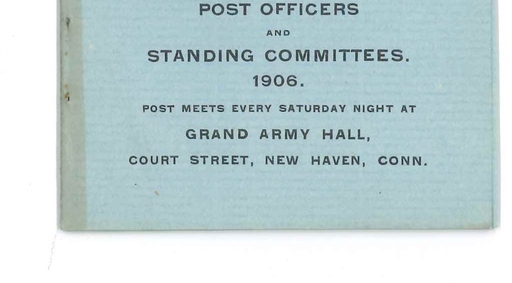 POST OFFICERS
AND
STANDING COMMITTEES.
1906.
POST MEETS EVERY SATURDAY NIGHT AT
GRAND ARMY HALL,
COURT STREET, NEW HAVEN, CONN.